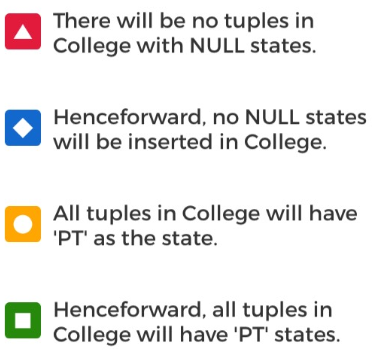 There will be no tuples in
College with NULL states.
Henceforward, no NULL states
will be inserted in College.
All tuples in College will have
'PT' as the state.
Henceforward, all tuples in
College will have 'PT' states.